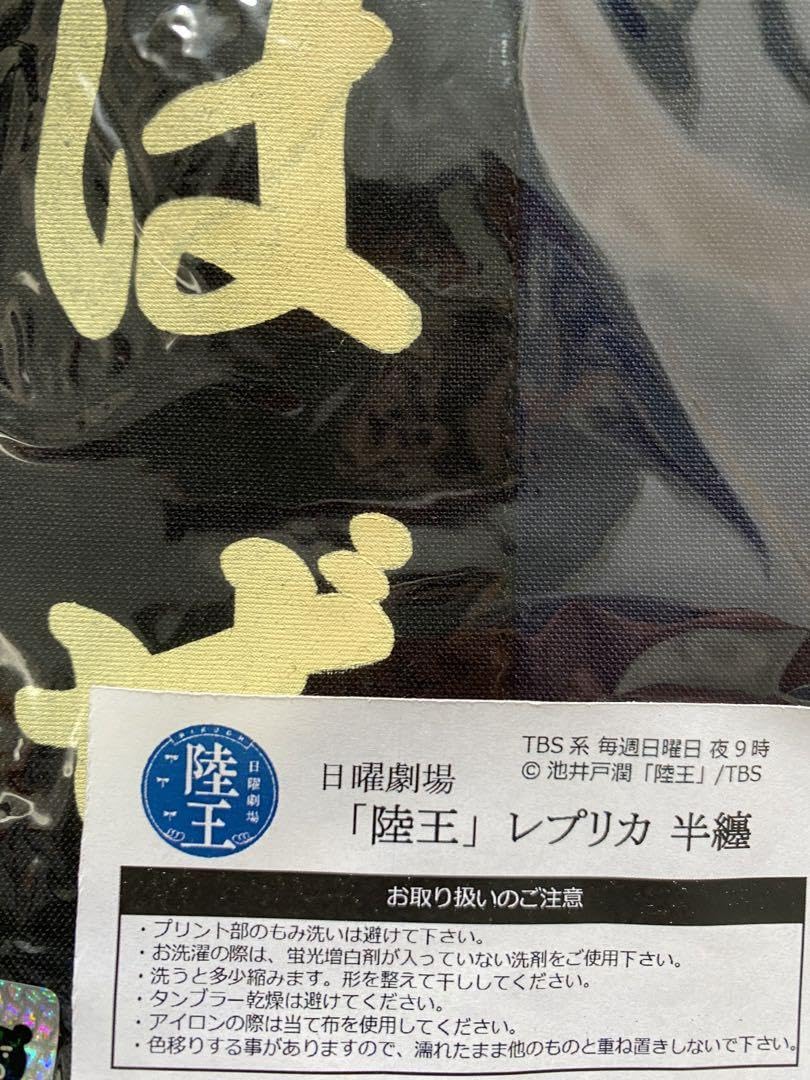 は
ざ
RIKUOH
日曜劇場
陸王
TBS系 毎週日曜日 夜9時
© 池井戸潤「陸王」/TBS
日曜劇場
「陸王」レプリカ 半纏
お取り扱いのご注意
・プリント部のもみ洗いは避けて下さい。
・お洗濯の際は、蛍光増白剤が入っていない洗剤をご使用下さい。
・洗うと多少縮みます。形を整えて干ししてください。
・タンブラー乾燥は避けてください。
・アイロンの際は当て布を使用してください。
・色移りする事がありますので、濡れたまま他のものと重ね置きしないで下さい。